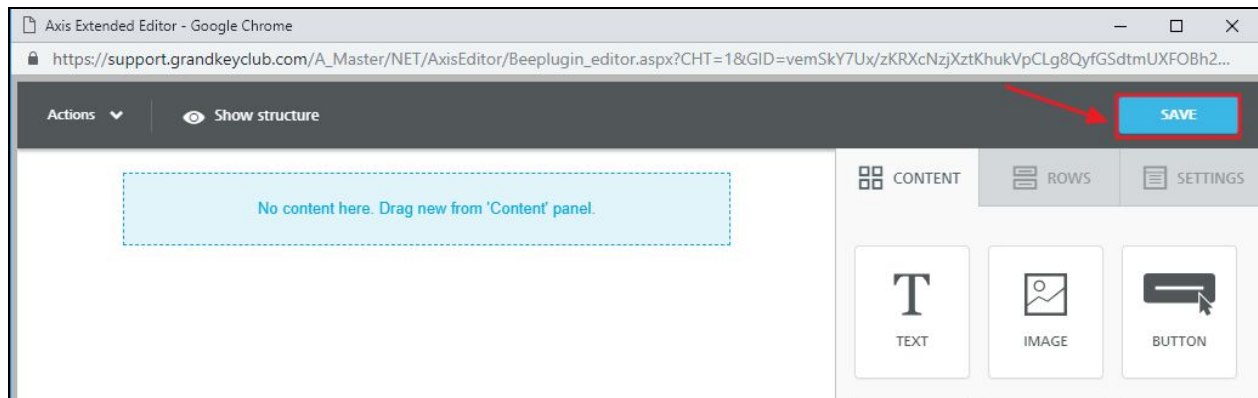 Axis Extended Editor - Google Chrome
https://support.grandkeyclub.com/A_Master/NET/AxisEditor/Beeplugin_editor.aspx?CHT=1&GID=vemSkY7Ux/zKRXcNzjXztKhukVpCLg8QyfGSdtmUXFOBh2...
Actions Show structure SAVE
CONTENT ROWS SETTINGS
No content here. Drag new from 'Content' panel.
TEXT IMAGE BUTTON